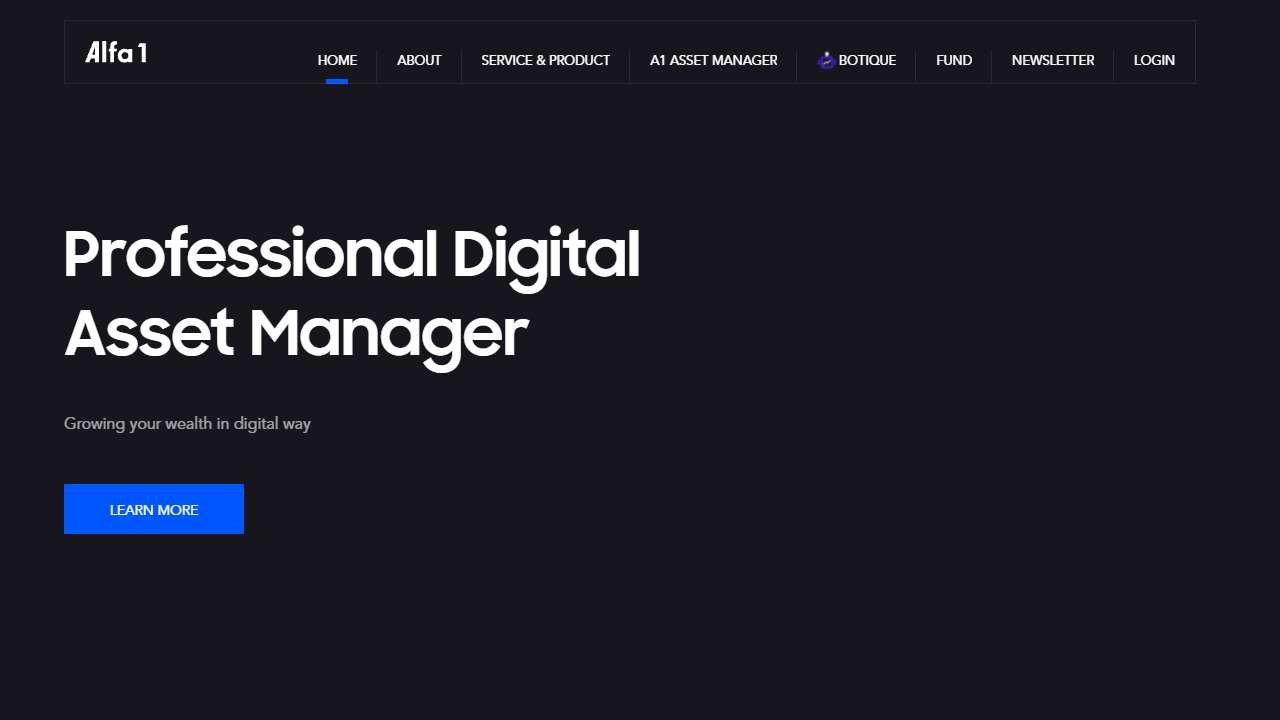 Alfa 1
HOME ABOUT SERVICE & PRODUCT A1 ASSET MANAGER BOTIQUE FUND NEWSLETTER LOGIN
Professional Digital
Asset Manager
Growing your wealth in digital way
LEARN MORE